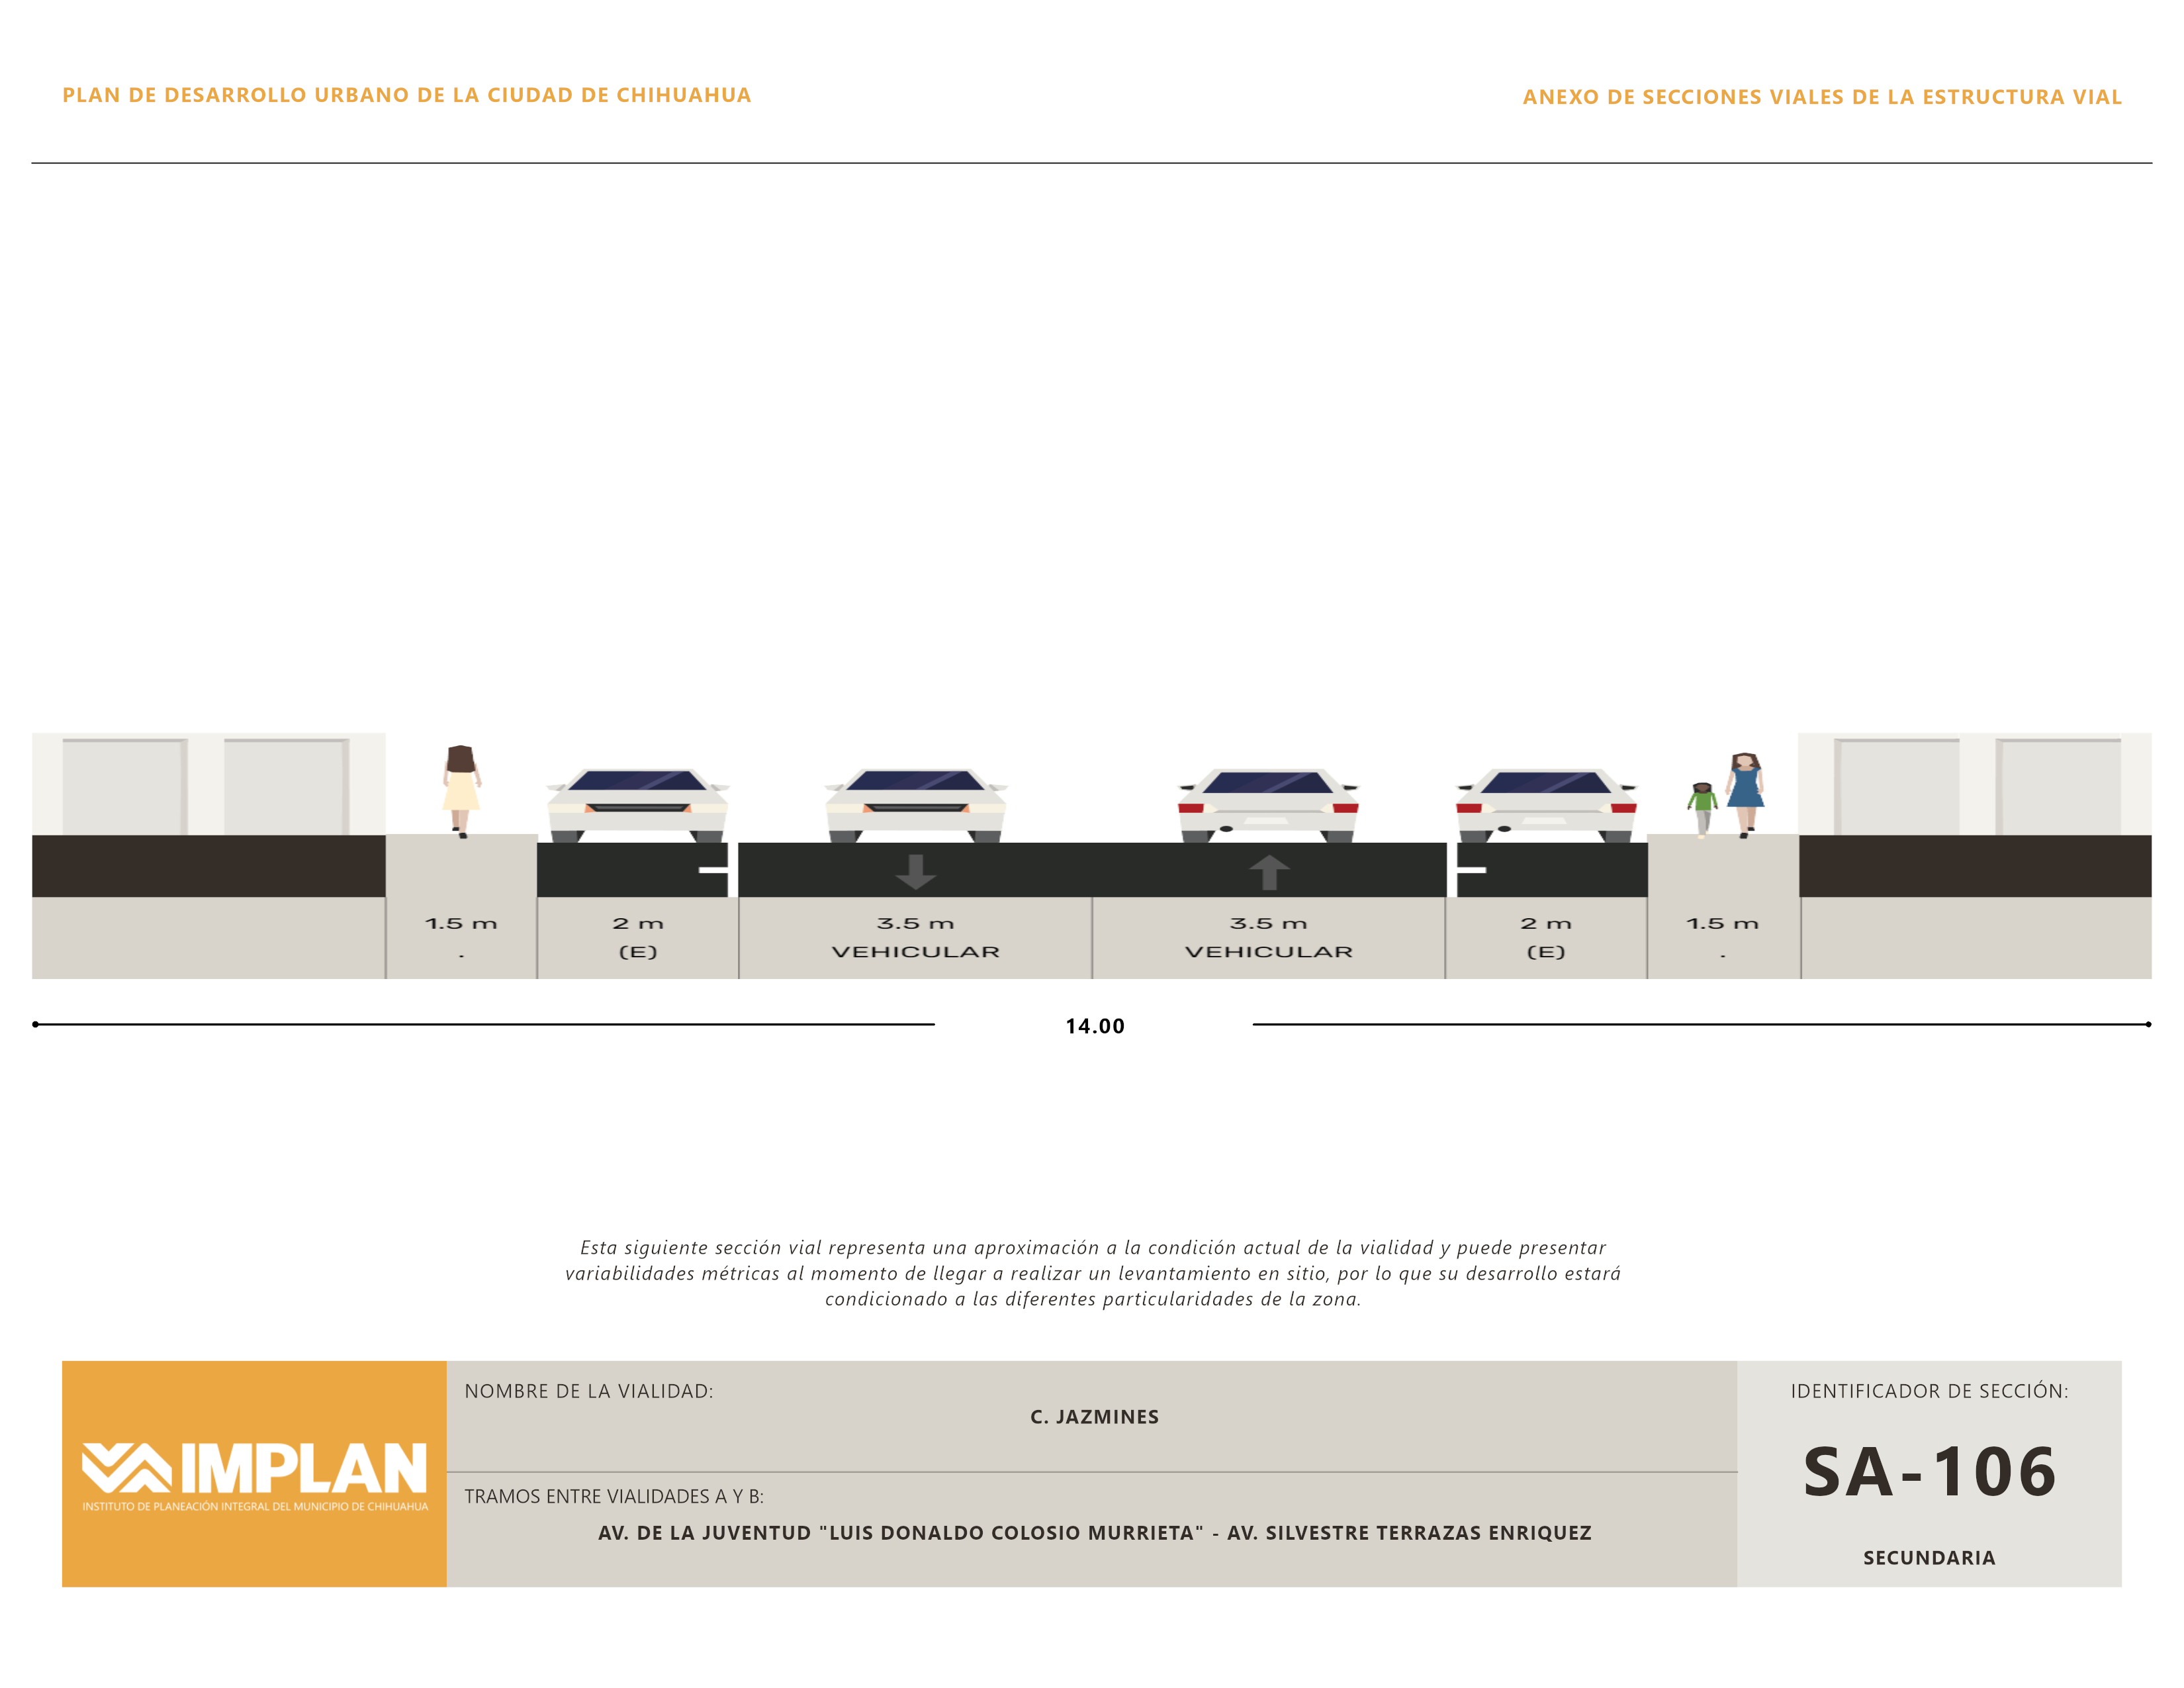 PLAN DE DESARROLLO URBANO DE LA CIUDAD DE CHIHUAHUA
ANEXO DE SECCIONES VIALES DE LA ESTRUCTURA VIAL
1.5 m 2 m 3.5 m 3.5 m 2 m 1.5 m
. (E) VEHICULAR VEHICULAR (E) .
14.00
Esta siguiente sección vial representa una aproximación a la condición actual de la vialidad y puede presentar
variabilidades métricas al momento de llegar a realizar un levantamiento en sitio, por lo que su desarrollo estará
condicionado a las diferentes particularidades de la zona.
IMPLAN
INSTITUTO DE PLANEACIÓN INTEGRAL DEL MUNICIPIO DE CHIHUAHUA
NOMBRE DE LA VIALIDAD:
C. JAZMINES
TRAMOS ENTRE VIALIDADES A Y B:
AV. DE LA JUVENTUD "LUIS DONALDO COLOSIO MURRIETA" - AV. SILVESTRE TERRAZAS ENRIQUEZ
IDENTIFICADOR DE SECCIÓN:
SA-106
SECUNDARIA